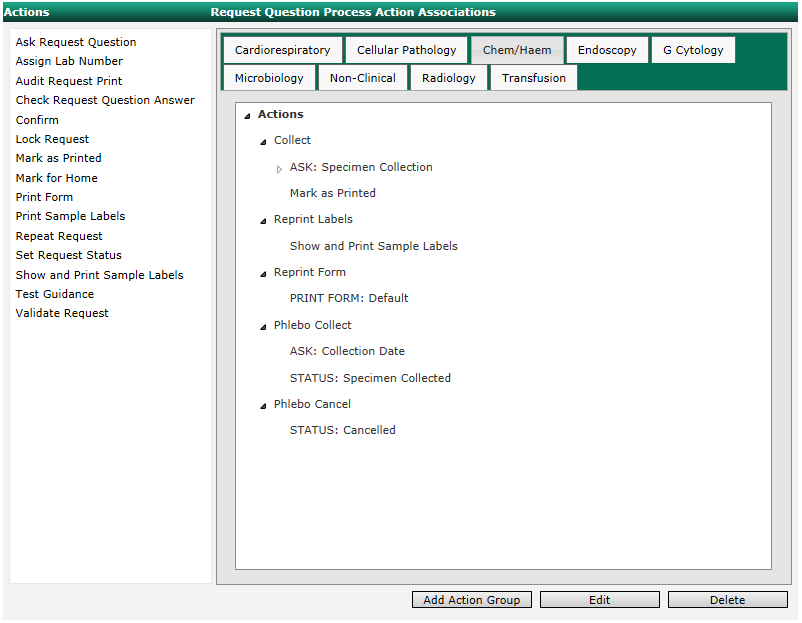 Actions
Request Question Process Action Associations
Ask Request Question
Assign Lab Number
Audit Request Print
Check Request Question Answer
Confirm
Lock Request
Mark as Printed
Mark for Home
Print Form
Print Sample Labels
Repeat Request
Set Request Status
Show and Print Sample Labels
Test Guidance
Validate Request
Cardiorespiratory Cellular Pathology Chem/Haem Endoscopy G Cytology
Microbiology Non-Clinical Radiology Transfusion
Actions
Collect
ASK: Specimen Collection
Mark as Printed
Reprint Labels
Show and Print Sample Labels
Reprint Form
PRINT FORM: Default
Phlebo Collect
ASK: Collection Date
STATUS: Specimen Collected
Phlebo Cancel
STATUS: Cancelled
Add Action Group Edit Delete